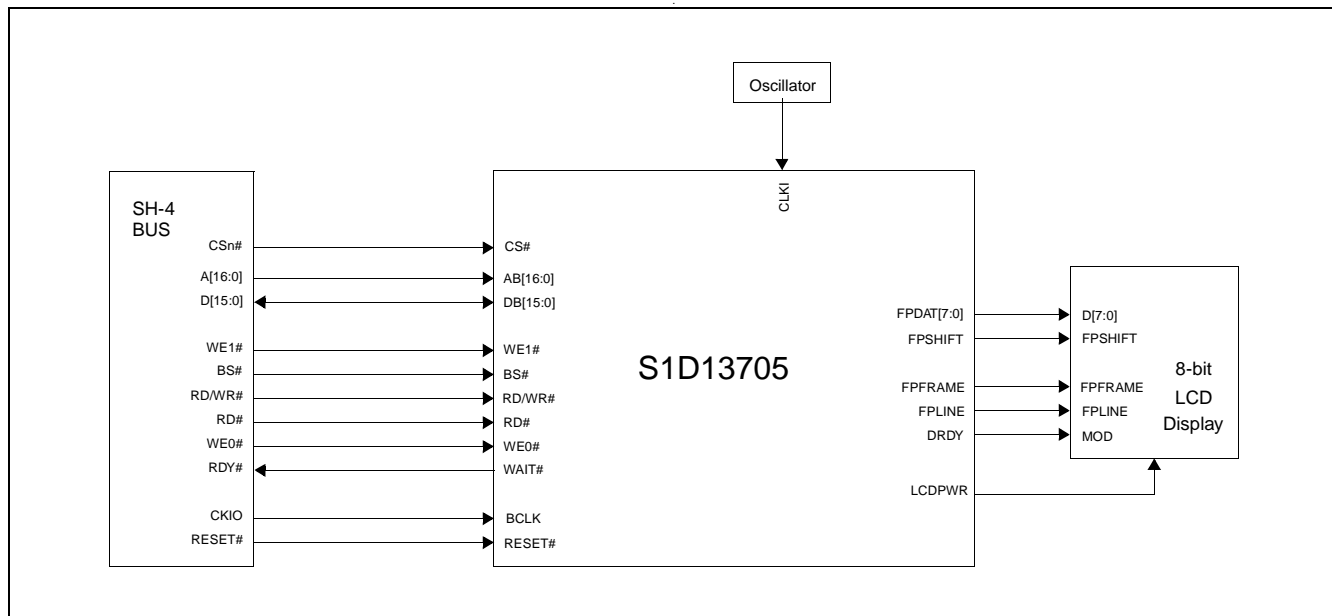 Oscillator
CLKI
SH-4
BUS
CSn#
A[16:0]
D[15:0]
WE1#
BS#
RD/WR#
RD#
WE0#
RDY#
CKIO
RESET#
CS#
AB[16:0]
DB[15:0]
WE1#
BS#
RD/WR#
RD#
WE0#
WAIT#
BCLK
RESET#
S1D13705
FPDAT[7:0]
FPSHIFT
FPFRAME
FPLINE
DRDY
LCDPWR
D[7:0]
FPSHIFT
FPFRAME
FPLINE
MOD
8-bit
LCD
Display